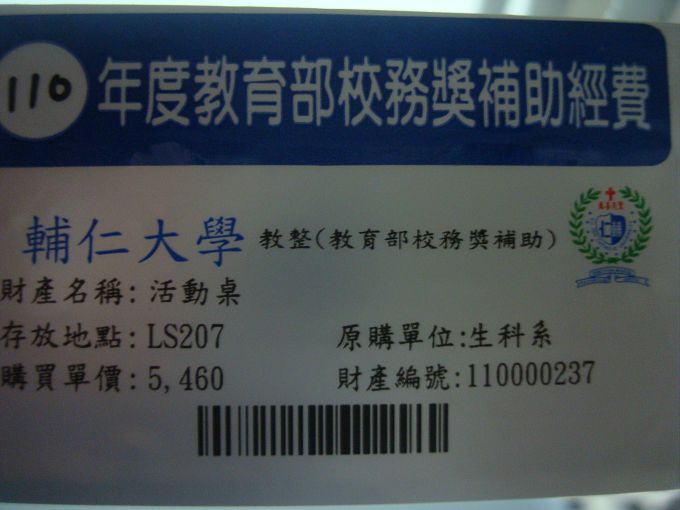 110 年度教育部校務獎補助經費
輔仁大學 教整(教育部校務獎補助)
財產名稱: 活動桌
存放地點: LS207 原購單位:生科系
購買單價: 5,460 財產編號:110000237